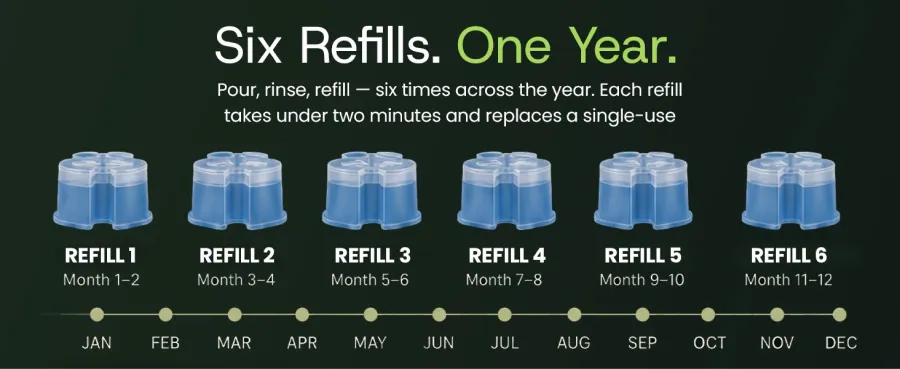 Six Refills. One Year.
Pour, rinse, refill — six times across the year. Each refill
takes under two minutes and replaces a single-use
REFILL 1 REFILL 2 REFILL 3 REFILL 4 REFILL 5 REFILL 6
Month 1–2 Month 3–4 Month 5–6 Month 7–8 Month 9–10 Month 11–12
JAN FEB MAR APR MAY JUN JUL AUG SEP OCT NOV DEC